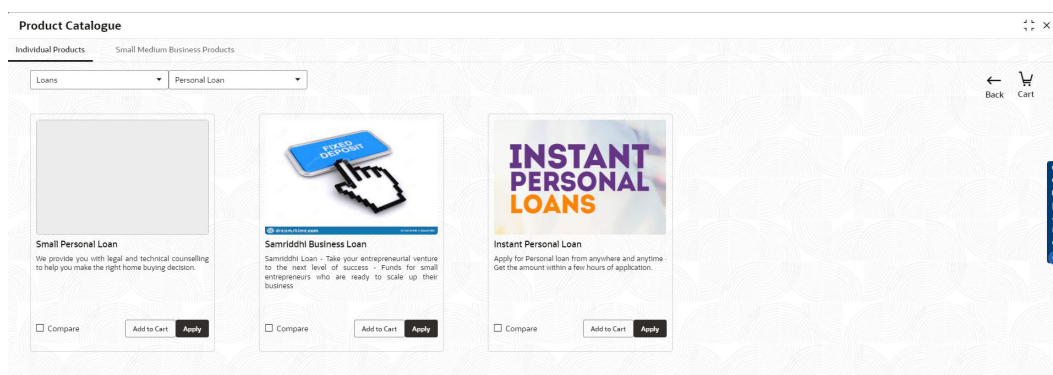 Product Catalogue
Individual Products
Small Medium Business Products
Loans
Personal Loan
Back
Cart
FIXED
DEPOSIT
dreamstime.com
Small Personal Loan
We provide you with legal and technical counselling
to help you make the right home buying decision.
Compare
Add to Cart
Apply
Samriddhi Business Loan
Samriddhi Loan - Take your entrepreneurial venture
to the next level of success - Funds for small
entrepreneurs who are ready to scale up their
business
Compare
Add to Cart
Apply
INSTANT
PERSONAL
LOANS
Instant Personal Loan
Apply for Personal loan from anywhere and anytime -
Get the amount within a few hours of application.
Compare
Add to Cart
Apply